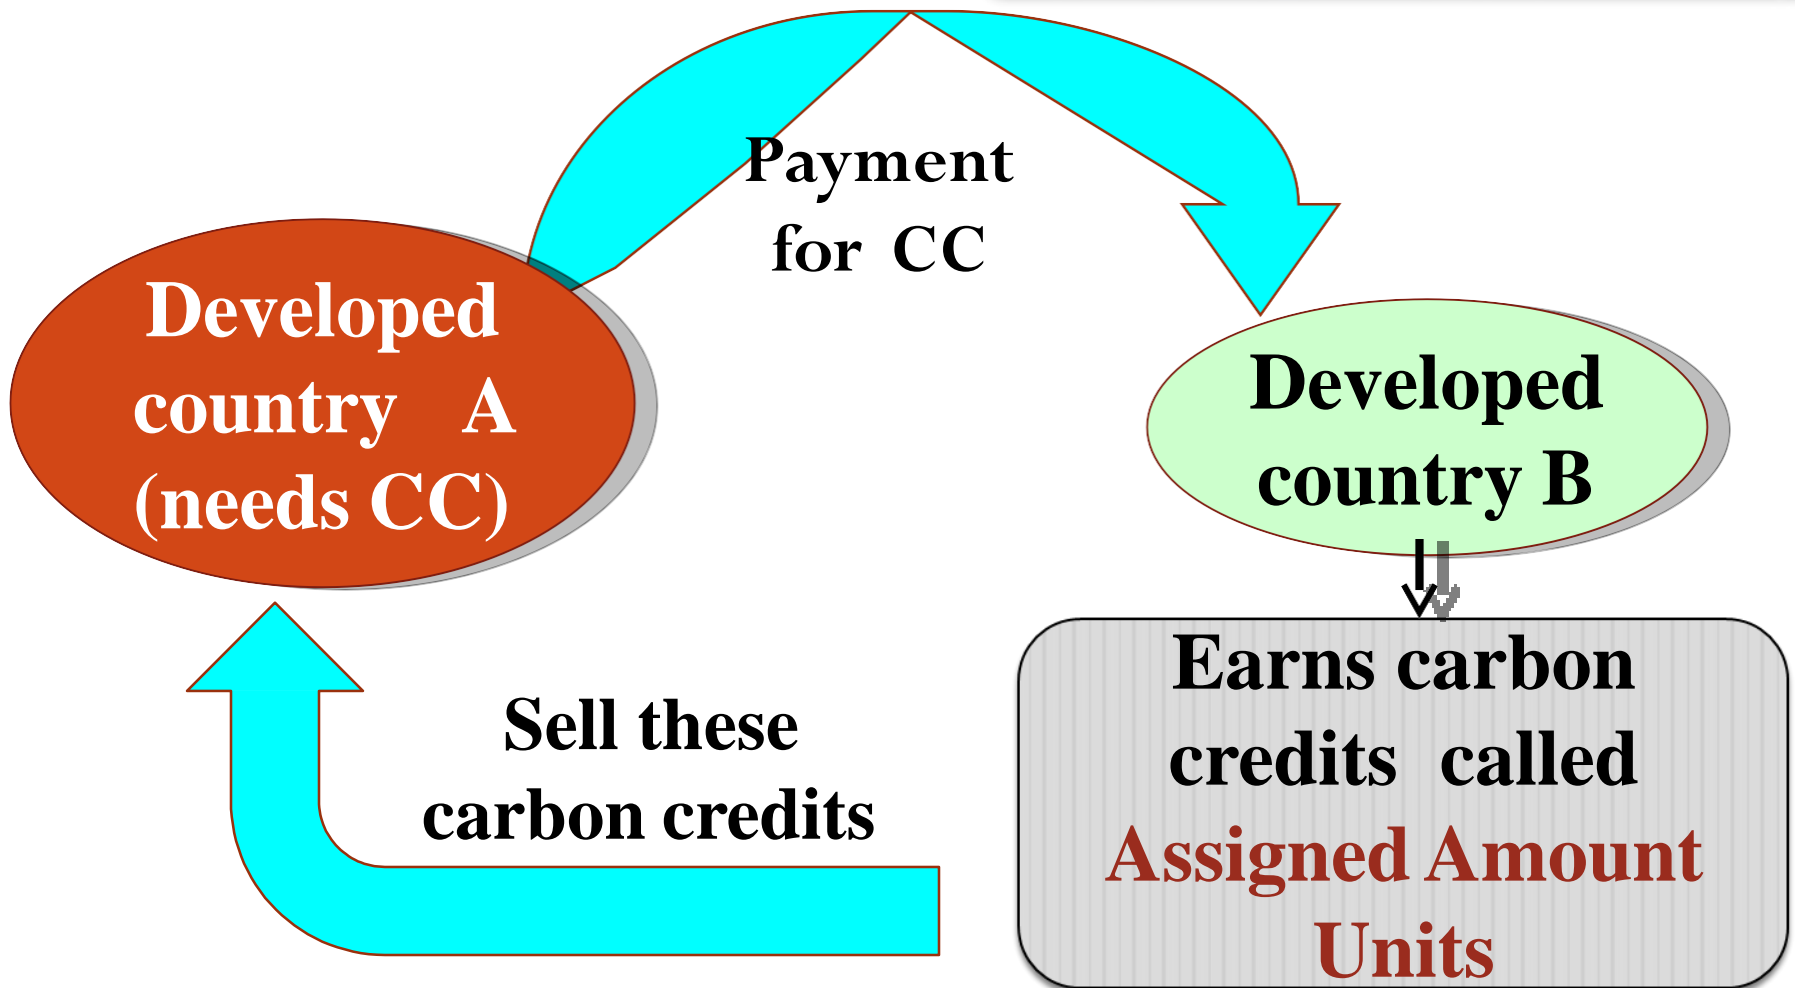 Payment
for CC
Developed
country A
(needs CC)
Developed
country B
Sell these
carbon credits
Earns carbon
credits called
Assigned Amount
Units